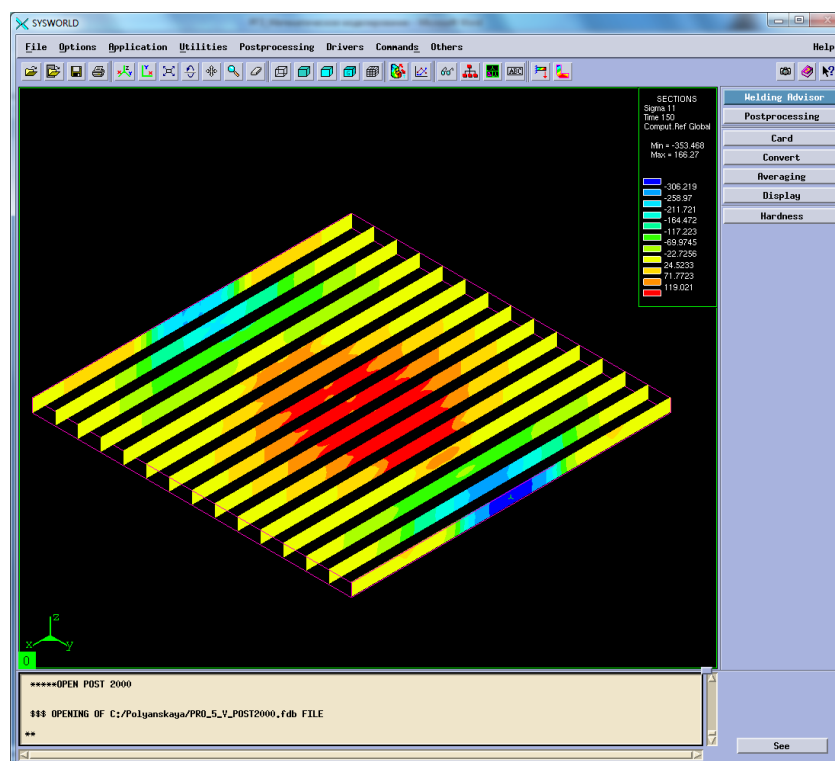 SYSWORLD
File Options Application Utilities Postprocessing Drivers Commands Others Help
ABC
SECTIONS
Sigma 11
Time 150
Comput.Ref Global
Min = -353.468
Max = 166.27
-306.219
-258.97
-211.721
-164.472
-117.223
-69.9745
-22.7256
24.5233
71.7723
119.021
Welding Advisor
Postprocessing
Card
Convert
Averaging
Display
Hardness
z
x
y
0
*****OPEN POST 2000
$$$ OPENING OF C:/Polyanskaya/PRO_5_V_POST2000.fdb FILE
**
See